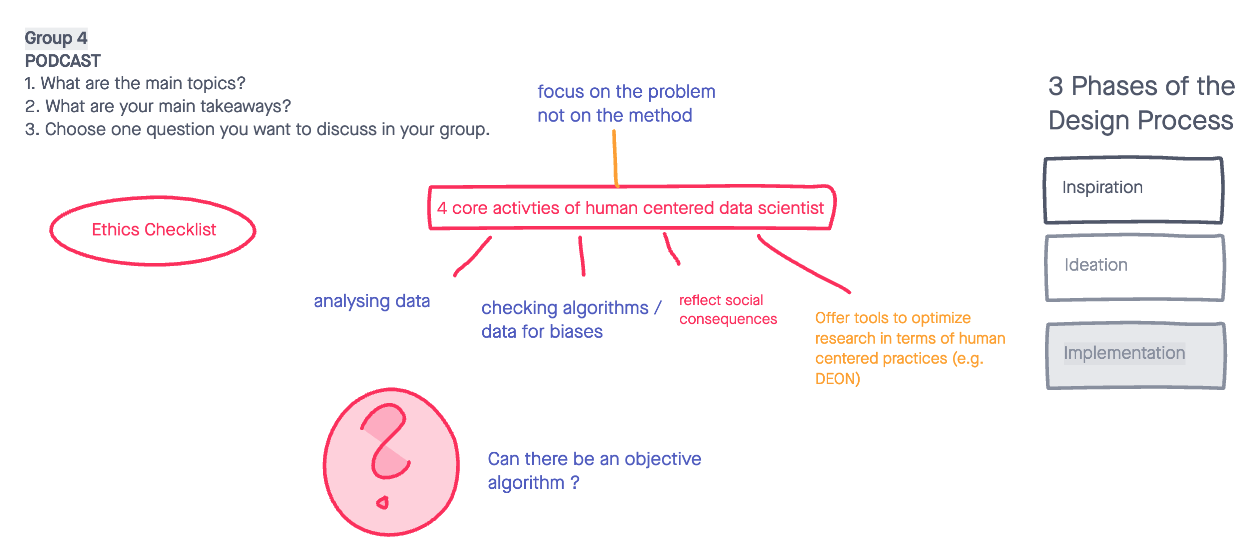 Group 4
PODCAST
1. What are the main topics?
2. What are your main takeaways?
3. Choose one question you want to discuss in your group.
focus on the problem
not on the method
3 Phases of the
Design Process
Inspiration
Ethics Checklist
4 core activties of human centered data scientist
Ideation
analysing data
checking algorithms /
data for biases
reflect social
consequences
Offer tools to optimize
research in terms of human
centered practices (e.g.
DEON)
Implementation
?
Can there be an objective
algorithm ?